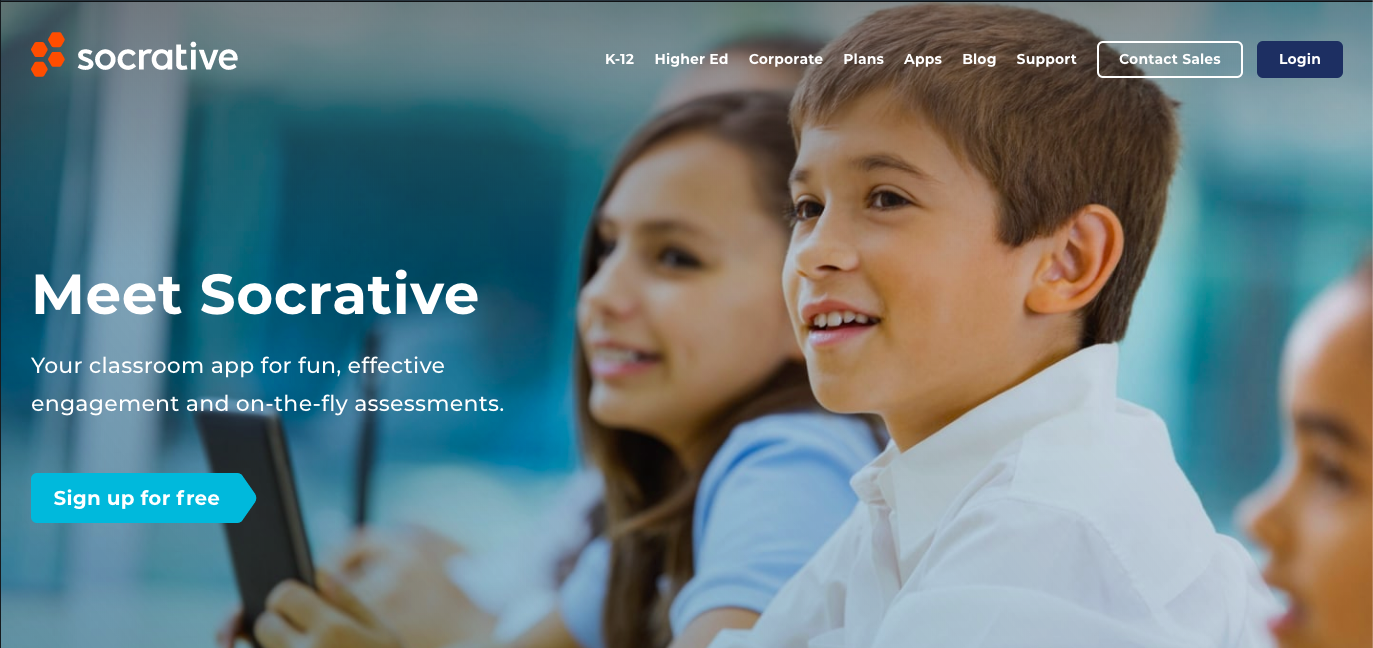 socrative
K-12 Higher Ed Corporate Plans Apps Blog Support Contact Sales Login
Meet Socrative
Your classroom app for fun, effective
engagement and on-the-fly assessments.
Sign up for free